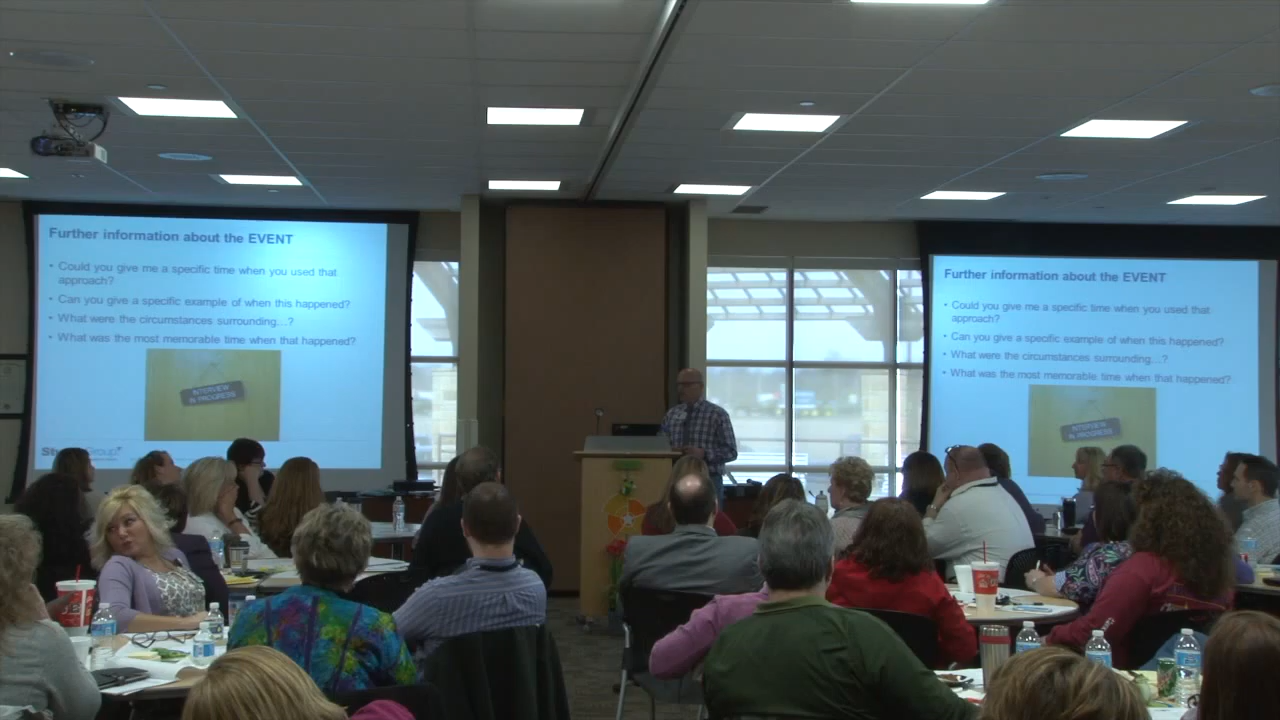 Further information about the EVENT
• Could you give me a specific time when you used that
approach?
• Can you give a specific example of when this happened?
• What were the circumstances surrounding...?
• What was the most memorable time when that happened?
INTERVIEW
IN PROGRESS
Group
Further information about the EVENT
• Could you give me a specific time when you used that
approach?
• Can you give a specific example of when this happened?
• What were the circumstances surrounding...?
• What was the most memorable time when that happened?
INTERVIEW
IN PROGRESS